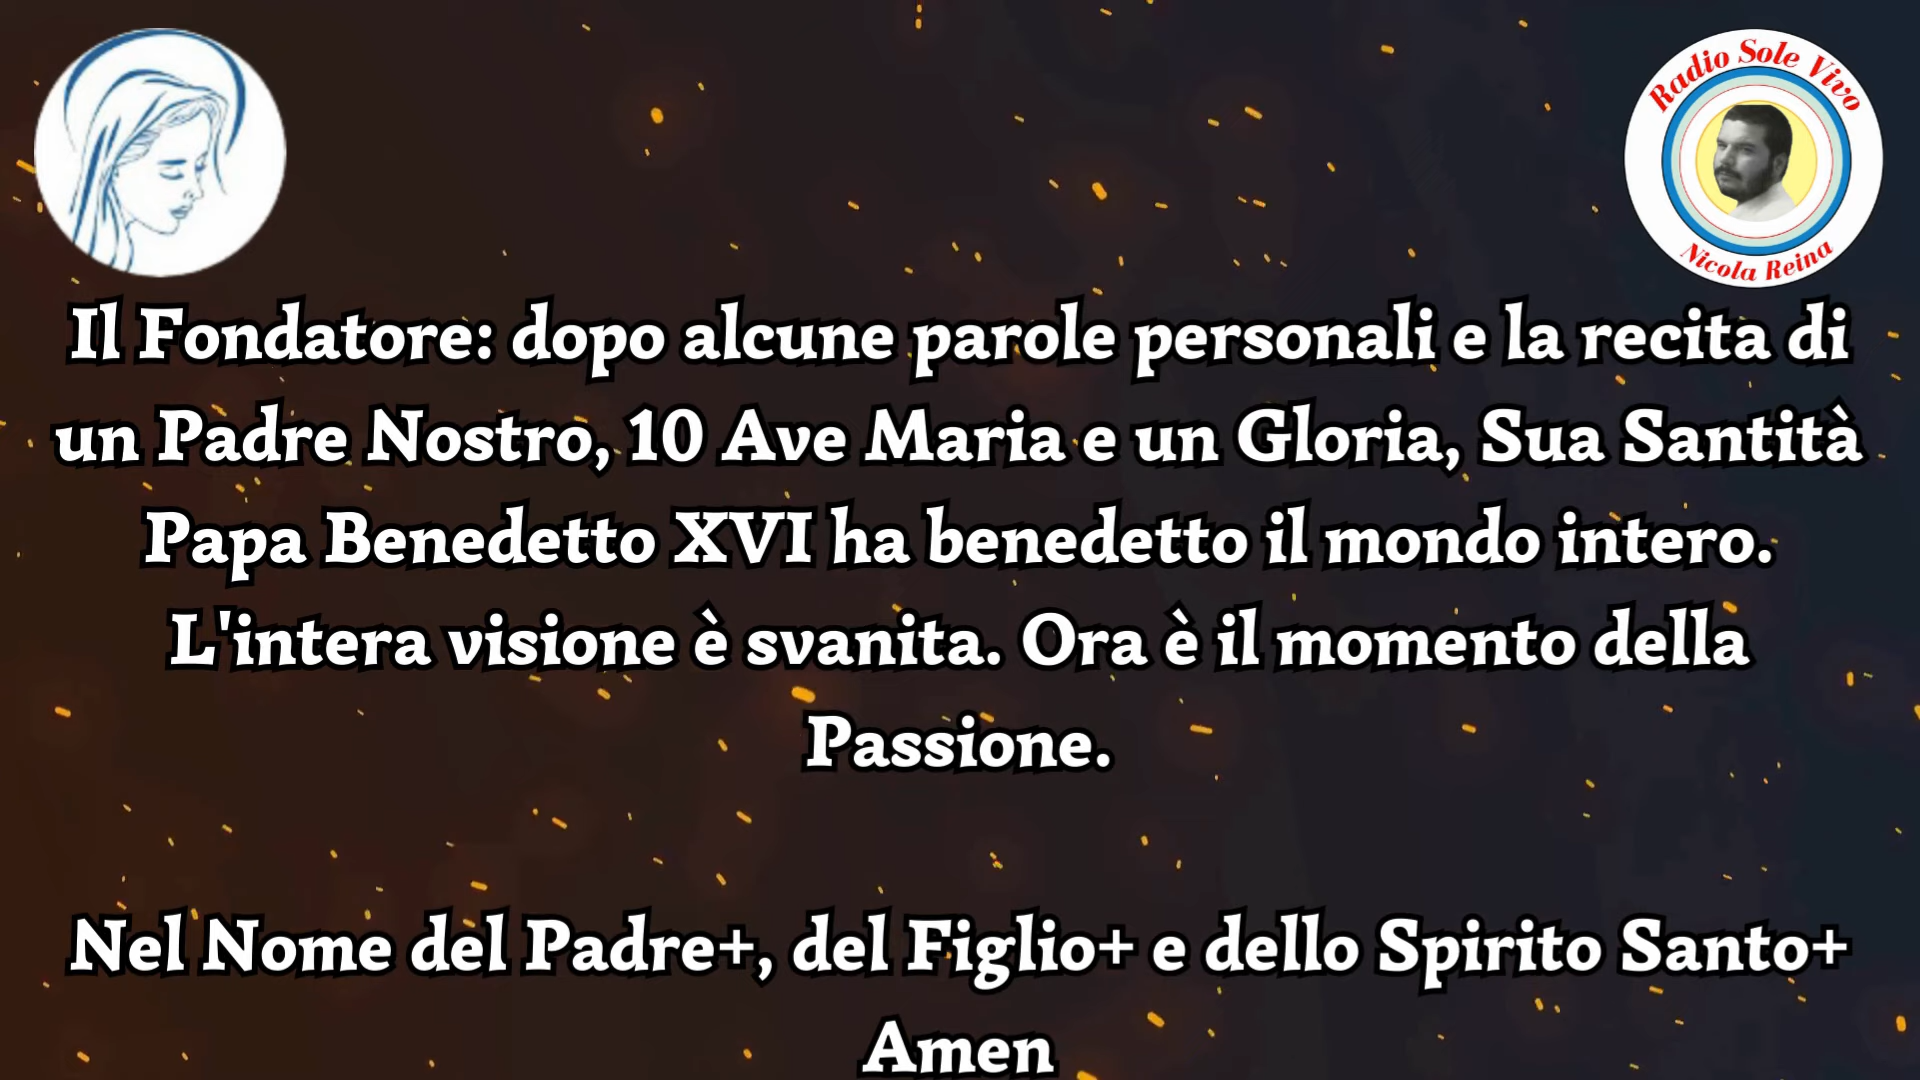 Radio Sole Vivo
Nicola Reina
Il Fondatore: dopo alcune parole personali e la recita di
un Padre Nostro, 10 Ave Maria e un Gloria, Sua Santità
Papa Benedetto XVI ha benedetto il mondo intero.
L'intera visione è svanita. Ora è il momento della
Passione.
Nel Nome del Padre+, del Figlio+ e dello Spirito Santo+
Amen